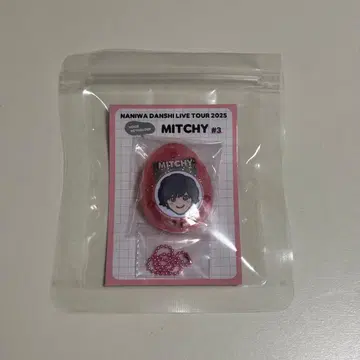 NANIWA DANSHI LIVE TOUR 2025
MITCHY #3
MITCHY